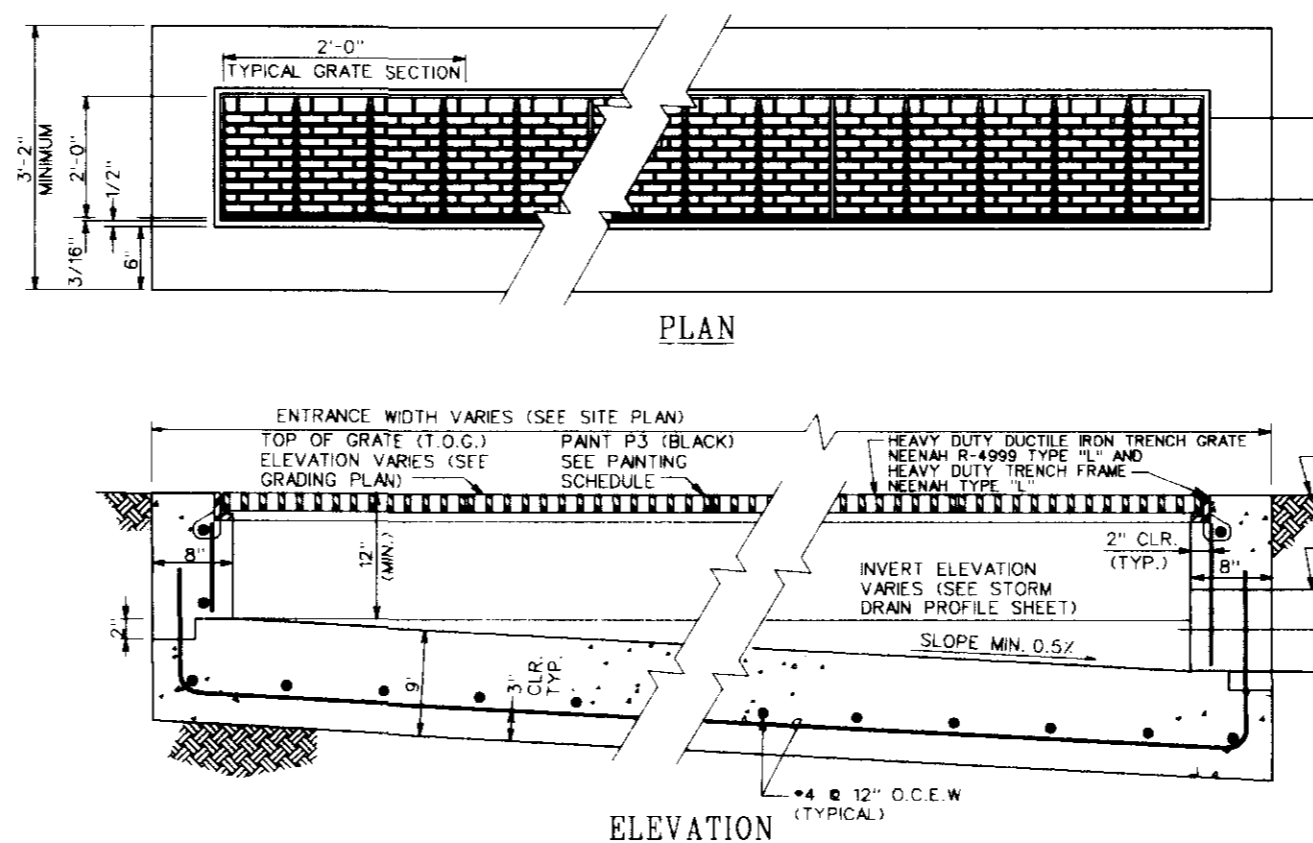 2'-0"
TYPICAL GRATE SECTION
3'-2"
MINIMUM
2'-0"
1/2"
3/16"
6"
PLAN
ENTRANCE WIDTH VARIES (SEE SITE PLAN)
TOP OF GRATE (T.O.G.)
ELEVATION VARIES (SEE
GRADING PLAN)
PAINT P3 (BLACK)
SEE PAINTING
SCHEDULE
HEAVY DUTY DUCTILE IRON TRENCH GRATE
NEENAH R-4999 TYPE "L" AND
HEAVY DUTY TRENCH FRAME
NEENAH TYPE "L"
8"
12"
(MIN.)
2" CLR.
(TYP.)
8"
INVERT ELEVATION
VARIES (SEE STORM
DRAIN PROFILE SHEET)
2"
SLOPE MIN. 0.5%
9"
3"
CLR.
TYP.
#4 @ 12" O.C.E.W
(TYPICAL)
ELEVATION